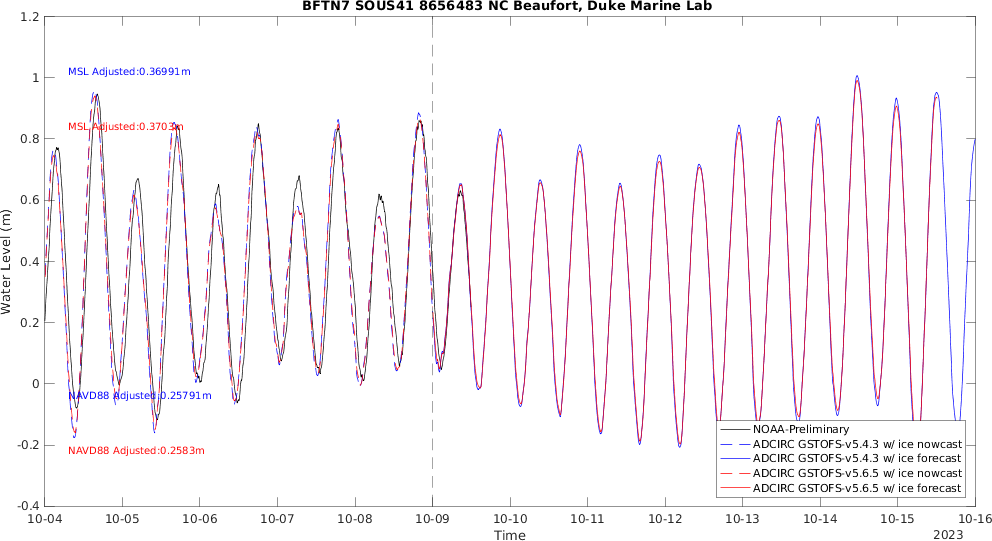 BFTN7 SOUS41 8656483 NC Beaufort, Duke Marine Lab
1.2
1
0.8
0.6
0.4
0.2
0
-0.2
-0.4
Water Level (m)
MSL Adjusted:0.36991m
MSL Adjusted:0.3703m
NAVD88 Adjusted:0.25791m
NAVD88 Adjusted:0.2583m
NOAA-Preliminary
ADCIRC GSTOFS-v5.4.3 w/ ice nowcast
ADCIRC GSTOFS-v5.4.3 w/ ice forecast
ADCIRC GSTOFS-v5.6.5 w/ ice nowcast
ADCIRC GSTOFS-v5.6.5 w/ ice forecast
10-04 10-05 10-06 10-07 10-08 10-09 10-10 10-11 10-12 10-13 10-14 10-15 10-16
Time
2023